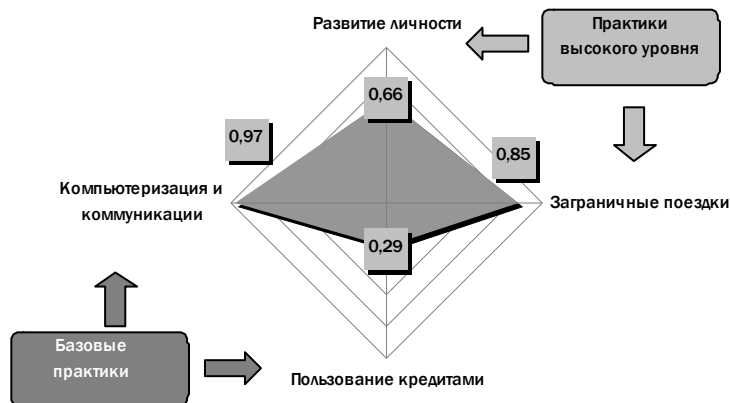 Развитие личности
Практики
высокого уровня
0,66
0,97
0,85
Компьютеризация и
коммуникации
Заграничные поездки
0,29
Базовые
практики
Пользование кредитами